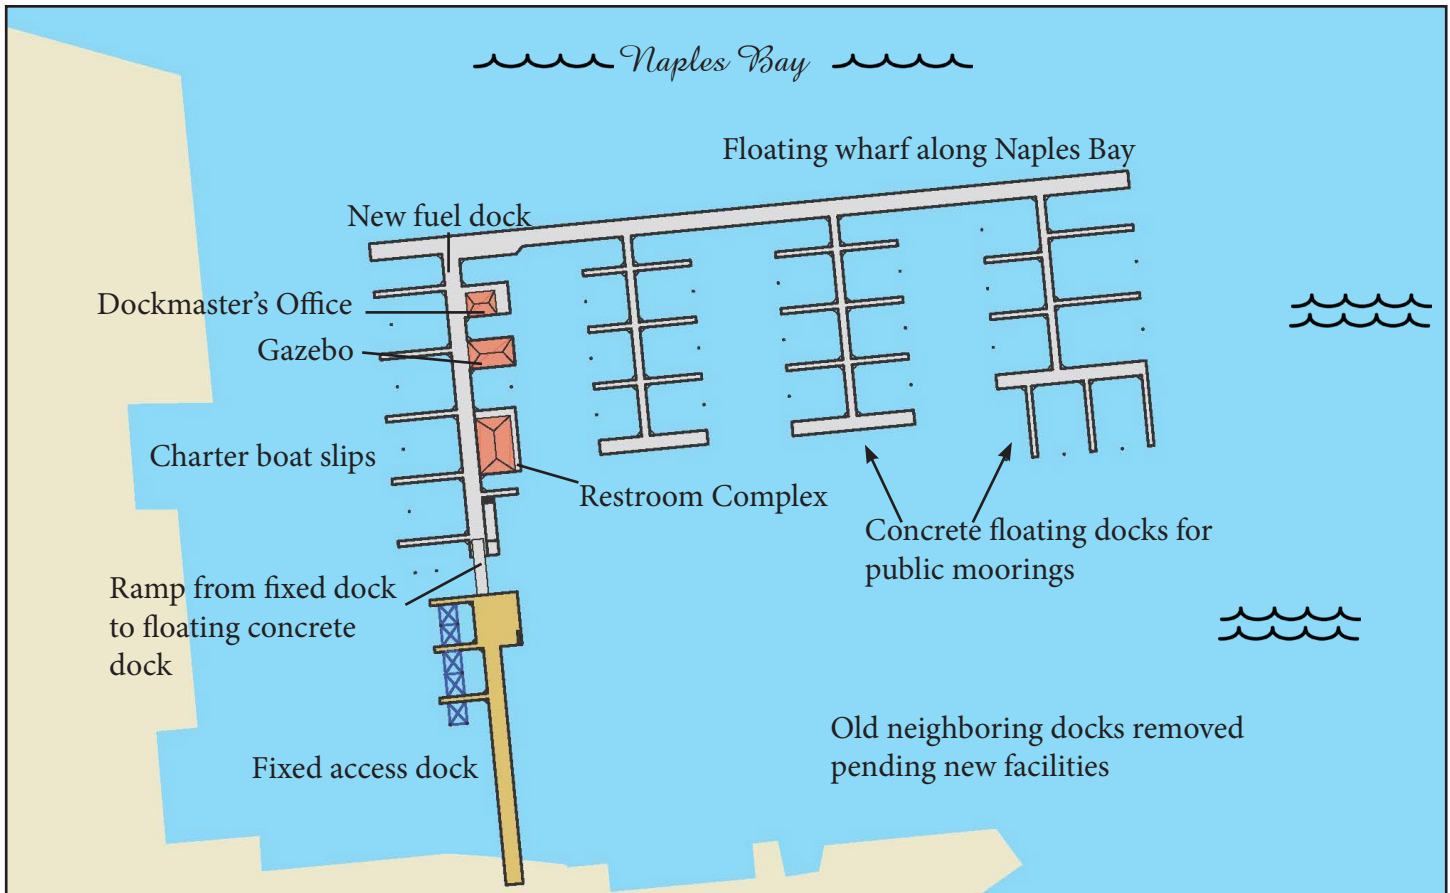 Naples Bay
Floating wharf along Naples Bay
New fuel dock
Dockmaster’s Office
Gazebo
Charter boat slips
Restroom Complex
Concrete floating docks for
public moorings
Ramp from fixed dock
to floating concrete
dock
Old neighboring docks removed
pending new facilities
Fixed access dock